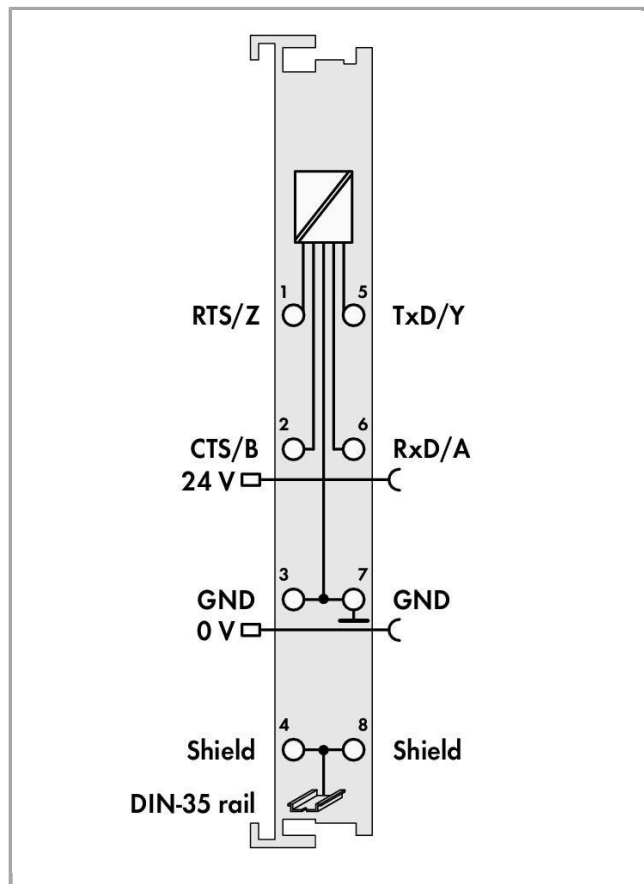 1 5
RTS/Z TxD/Y
2 6
CTS/B RxD/A
24 V
3 7
GND GND
0 V
4 8
Shield Shield
DIN-35 rail